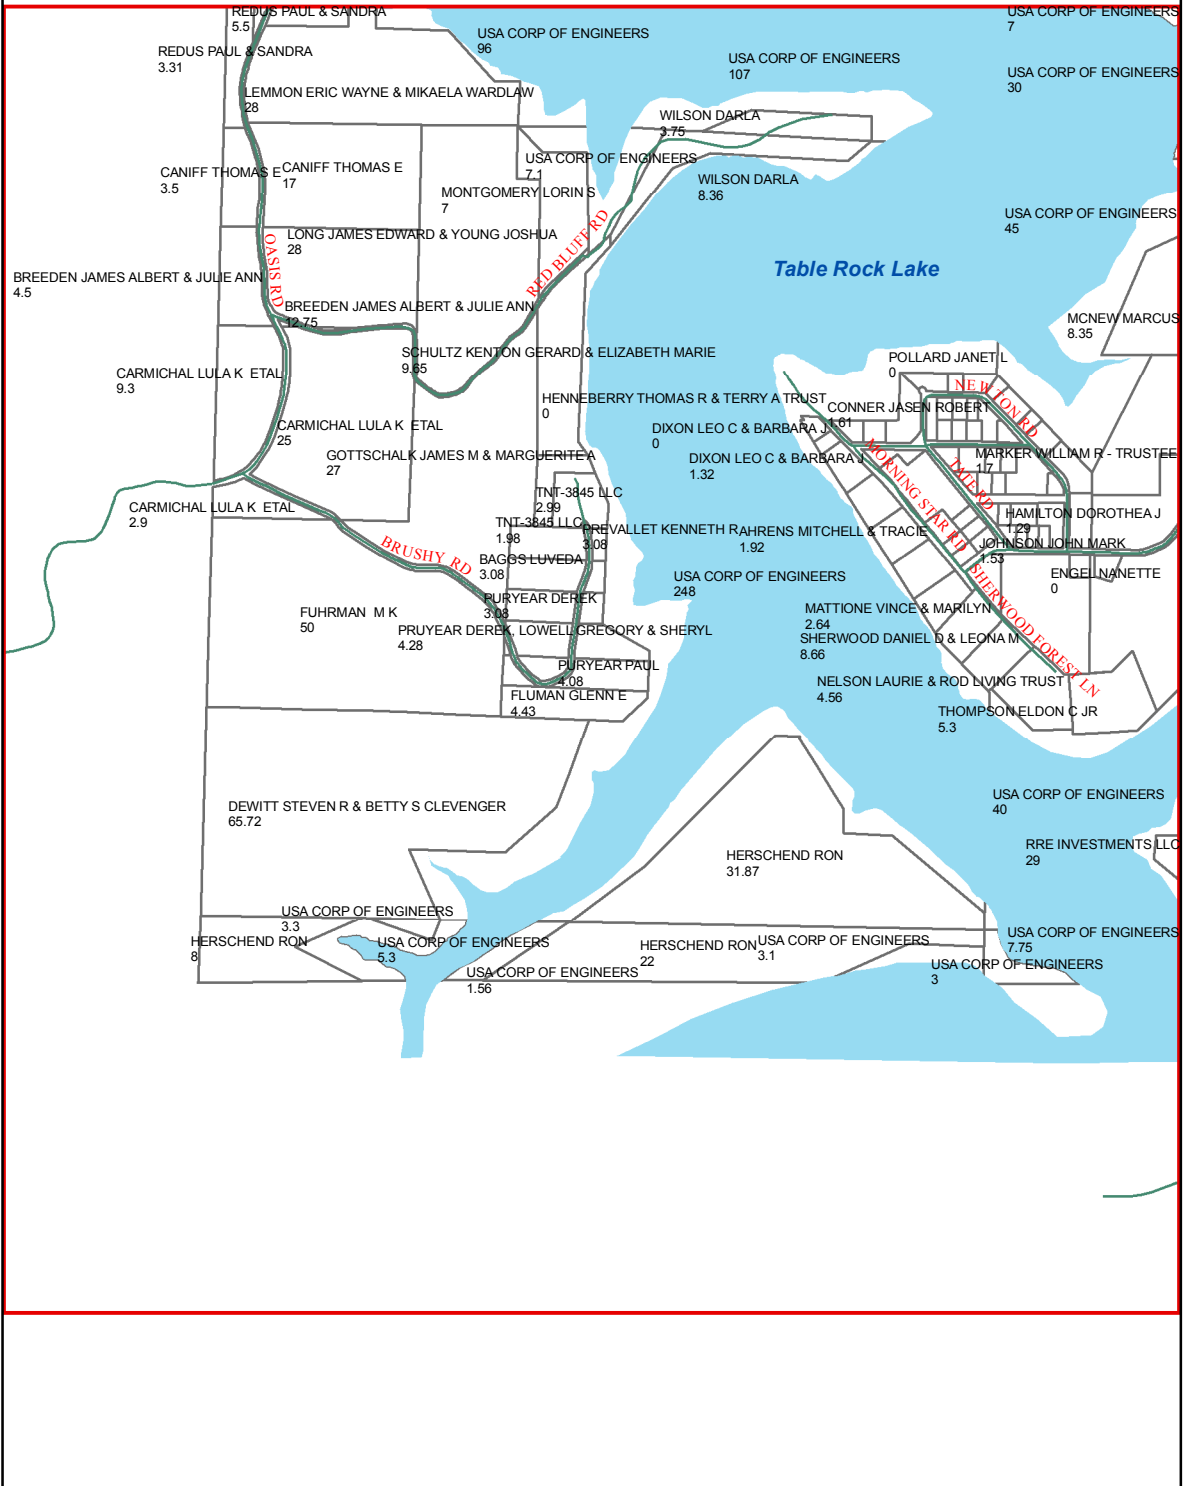 REDUS PAUL & SANDRA
5.5
USA CORP OF ENGINEERS
7
USA CORP OF ENGINEERS
96
REDUS PAUL & SANDRA
3.31
USA CORP OF ENGINEERS
107
USA CORP OF ENGINEERS
30
LEMMON ERIC WAYNE & MIKAELA WARDLAW
28
WILSON DARLA
3.75
USA CORP OF ENGINEERS
7.1
CANIFF THOMAS E
3.5
CANIFF THOMAS E
17
WILSON DARLA
8.36
MONTGOMERY LORIN S
7
USA CORP OF ENGINEERS
45
LONG JAMES EDWARD & YOUNG JOSHUA
28
OASIS RD
RED BLUFF RD
Table Rock Lake
BREEDEN JAMES ALBERT & JULIE ANN
4.5
BREEDEN JAMES ALBERT & JULIE ANN
12.75
MCNEW MARCUS
8.35
SCHULTZ KENTON GERARD & ELIZABETH MARIE
9.65
POLLARD JANET L
0
CARMICHAL LULA K ETAL
9.3
NEWTON RD
HENNEBERRY THOMAS R & TERRY A TRUST
0
CONNER JASEN ROBERT
1.61
CARMICHAL LULA K ETAL
25
DIXON LEO C & BARBARA J
0
GOTTSCHALK JAMES M & MARGUERITE A
27
DIXON LEO C & BARBARA J
1.32
MARKER WILLIAM R - TRUSTEE
1.7
MORNING STAR RD
TATE RD
TNT-3845 LLC
2.99
CARMICHAL LULA K ETAL
2.9
HAMILTON DOROTHEA J
1.29
TNT-3845 LLC
1.98
PREVALLET KENNETH R
3.08
AHRENS MITCHELL & TRACIE
1.92
BRUSHY RD
JOHNSON JOHN MARK
1.53
BAGGS LUVEDA
3.08
USA CORP OF ENGINEERS
248
ENGEL NANETTE
0
SHERWOOD FOREST LN
PURYEAR DEREK
3.08
FUHRMAN M K
50
MATTIONE VINCE & MARILYN
2.64
PRUYEAR DEREK, LOWELL GREGORY & SHERYL
4.28
SHERWOOD DANIEL D & LEONA M
8.66
PURYEAR PAUL
4.08
NELSON LAURIE & ROD LIVING TRUST
4.56
FLUMAN GLENN E
4.43
THOMPSON ELDON C JR
5.3
USA CORP OF ENGINEERS
40
DEWITT STEVEN R & BETTY S CLEVENGER
65.72
RRE INVESTMENTS LLC
29
HERSCHEND RON
31.87
USA CORP OF ENGINEERS
3.3
USA CORP OF ENGINEERS
7.75
HERSCHEND RON
8
USA CORP OF ENGINEERS
5.3
HERSCHEND RON
22
USA CORP OF ENGINEERS
3.1
USA CORP OF ENGINEERS
3
USA CORP OF ENGINEERS
1.56